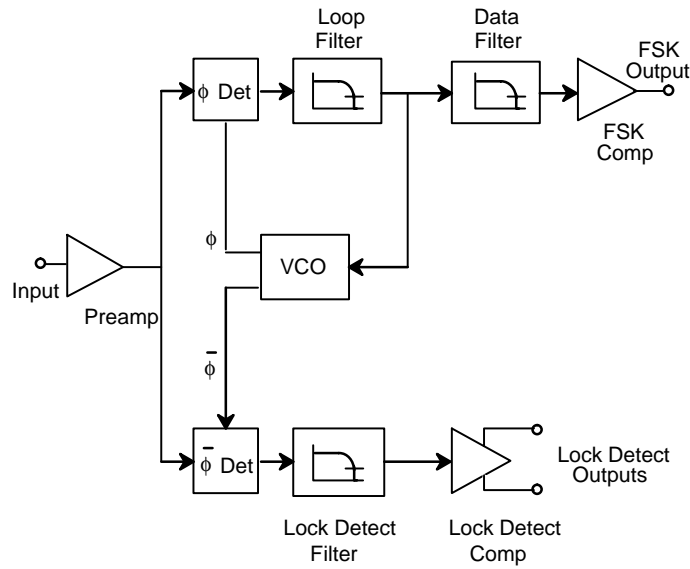 Loop
Filter
Data
Filter
FSK
Output
ϕ Det
FSK
Comp
ϕ
VCO
Input
Preamp
ϕ̅
ϕ̅ Det
Lock Detect
Outputs
Lock Detect
Filter
Lock Detect
Comp